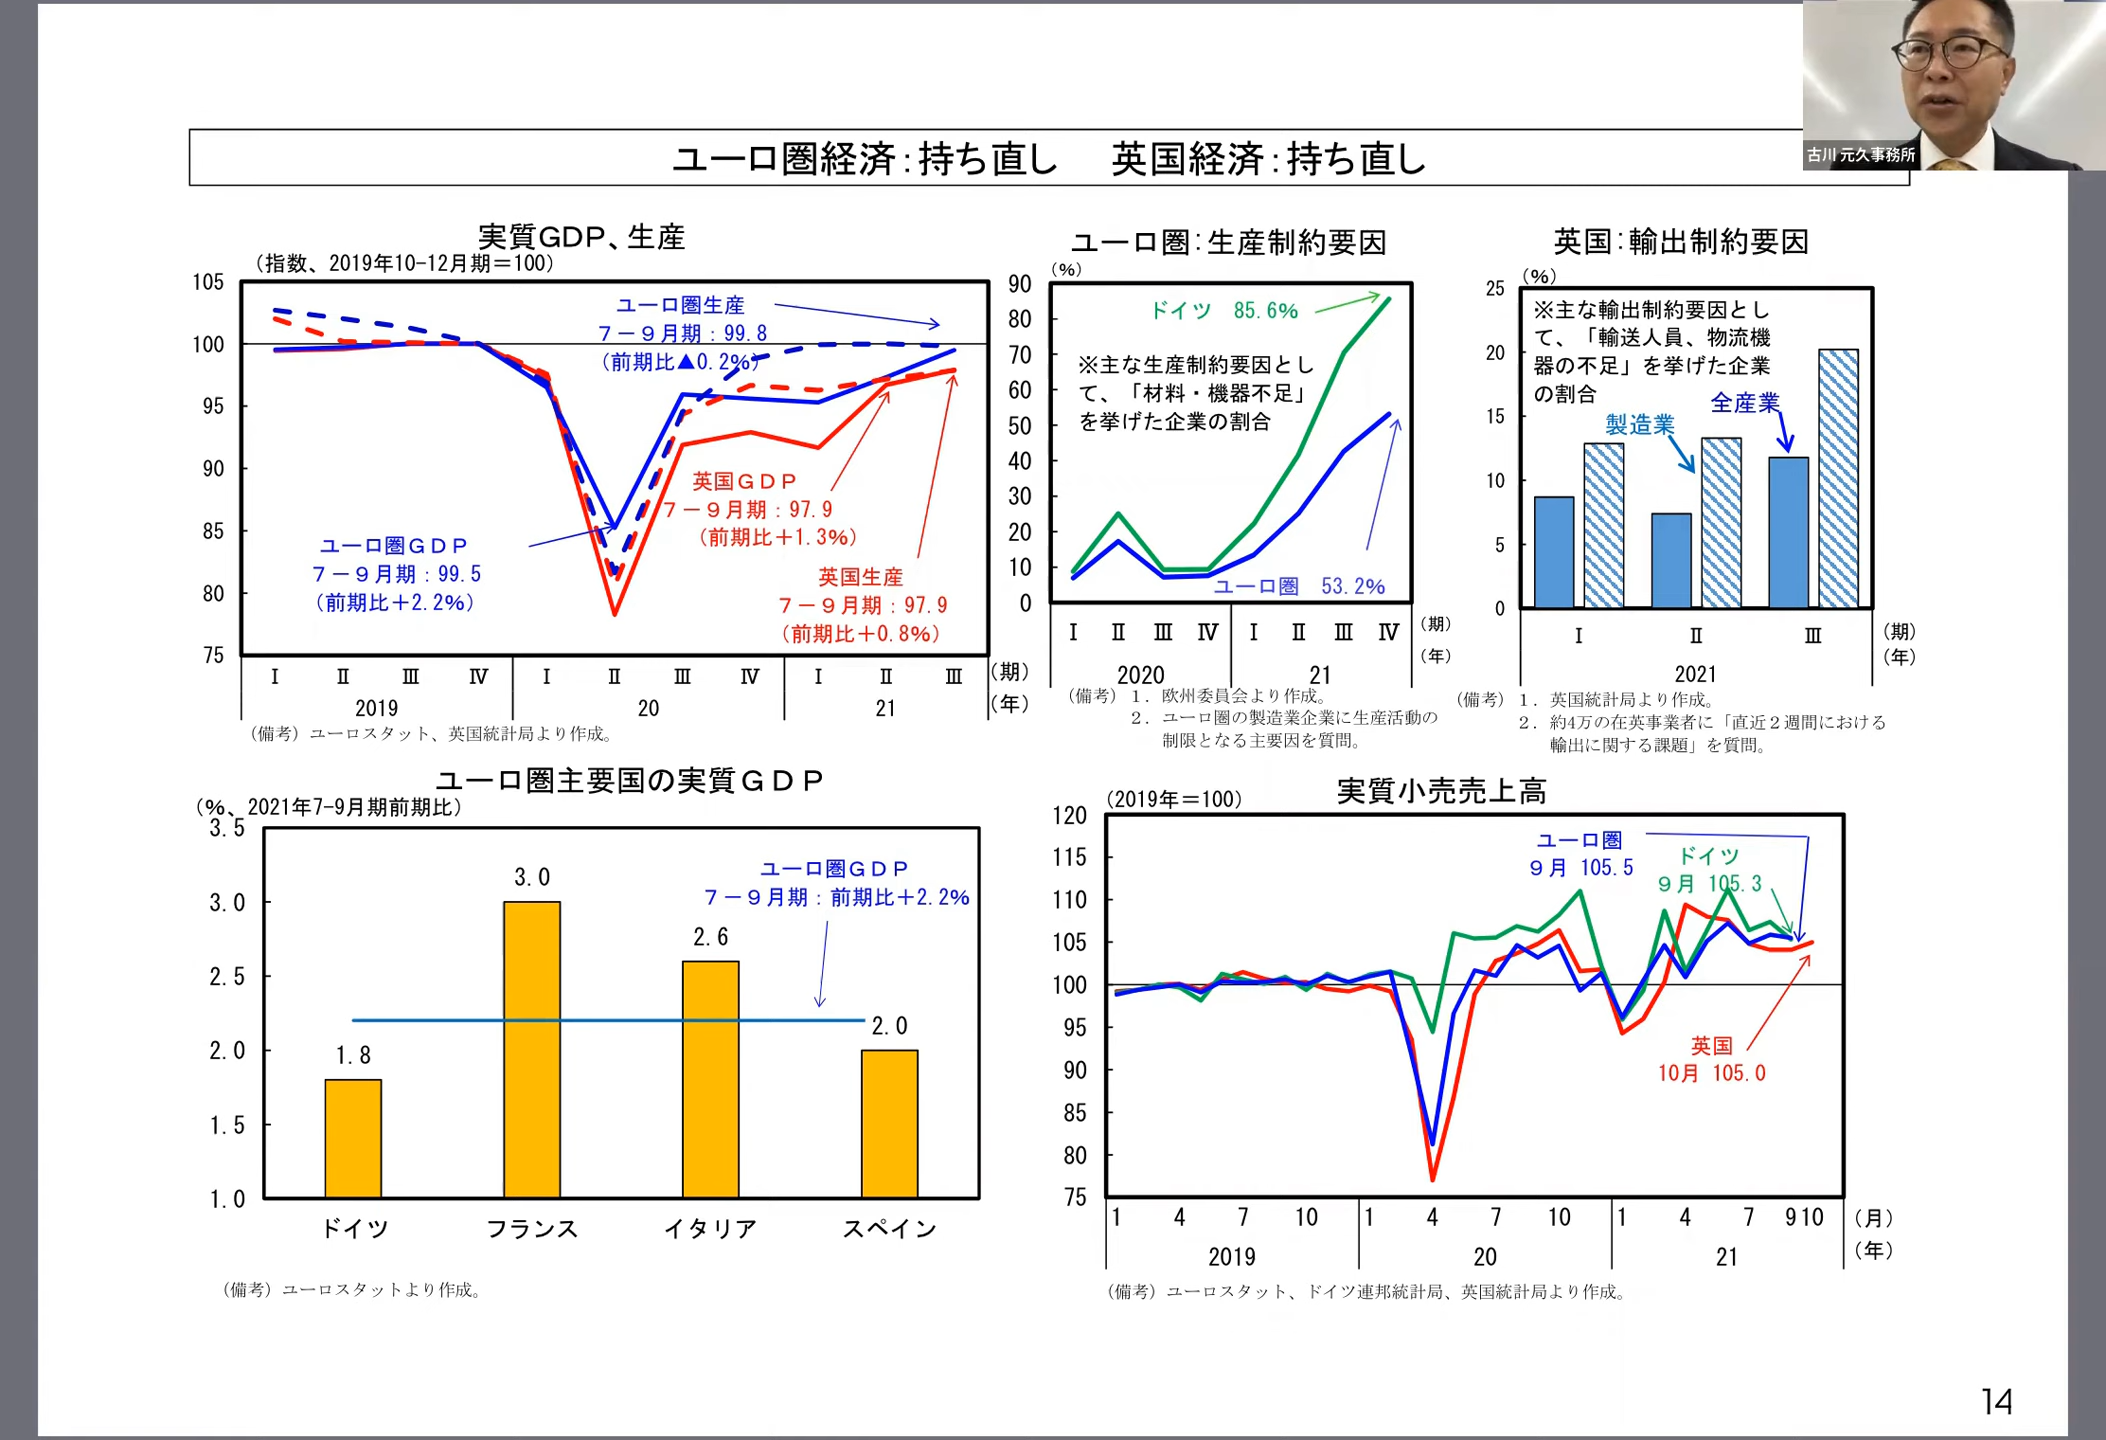 古川 元久事務所
ユーロ圏経済：持ち直し　英国経済：持ち直し
実質GDP、生産
（指数、2019年10-12月期＝100）
105
100
95
90
85
80
75
ユーロ圏生産
７－９月期：99.8
（前期比▲0.2%）
英国ＧＤＰ
７－９月期：97.9
（前期比＋1.3%）
ユーロ圏ＧＤＰ
７－９月期：99.5
（前期比＋2.2%）
英国生産
７－９月期：97.9
（前期比＋0.8%）
Ⅰ Ⅱ Ⅲ Ⅳ Ⅰ Ⅱ Ⅲ Ⅳ Ⅰ Ⅱ Ⅲ （期）
2019 20 21 （年）
（備考）ユーロスタット、英国統計局より作成。
ユーロ圏：生産制約要因
（%）
90
80
70
60
50
40
30
20
10
0
ドイツ　85.6%
※主な生産制約要因とし
て、「材料・機器不足」
を挙げた企業の割合
ユーロ圏　53.2%
Ⅰ Ⅱ Ⅲ Ⅳ Ⅰ Ⅱ Ⅲ Ⅳ （期）
2020 21 （年）
（備考）１．欧州委員会より作成。
２．ユーロ圏の製造業企業に生産活動の
制限となる主要因を質問。
英国：輸出制約要因
（%）
25
20
15
10
5
0
※主な輸出制約要因とし
て、「輸送人員、物流機
器の不足」を挙げた企業
の割合
全産業
製造業
Ⅰ Ⅱ Ⅲ （期）
2021 （年）
（備考）１．英国統計局より作成。
２．約4万の在英事業者に「直近２週間における
輸出に関する課題」を質問。
ユーロ圏主要国の実質ＧＤＰ
（%、2021年7-9月期前期比）
3.5
3.0
2.5
2.0
1.5
1.0
ユーロ圏ＧＤＰ
７－９月期：前期比＋2.2%
1.8
3.0
2.6
2.0
ドイツ フランス イタリア スペイン
（備考）ユーロスタットより作成。
実質小売売上高
（2019年＝100）
120
115
110
105
100
95
90
85
80
75
ユーロ圏
９月 105.5
ドイツ
９月 105.3
英国
10月 105.0
1 4 7 10 1 4 7 10 1 4 7 9 10 （月）
2019 20 21 （年）
（備考）ユーロスタット、ドイツ連邦統計局、英国統計局より作成。
14